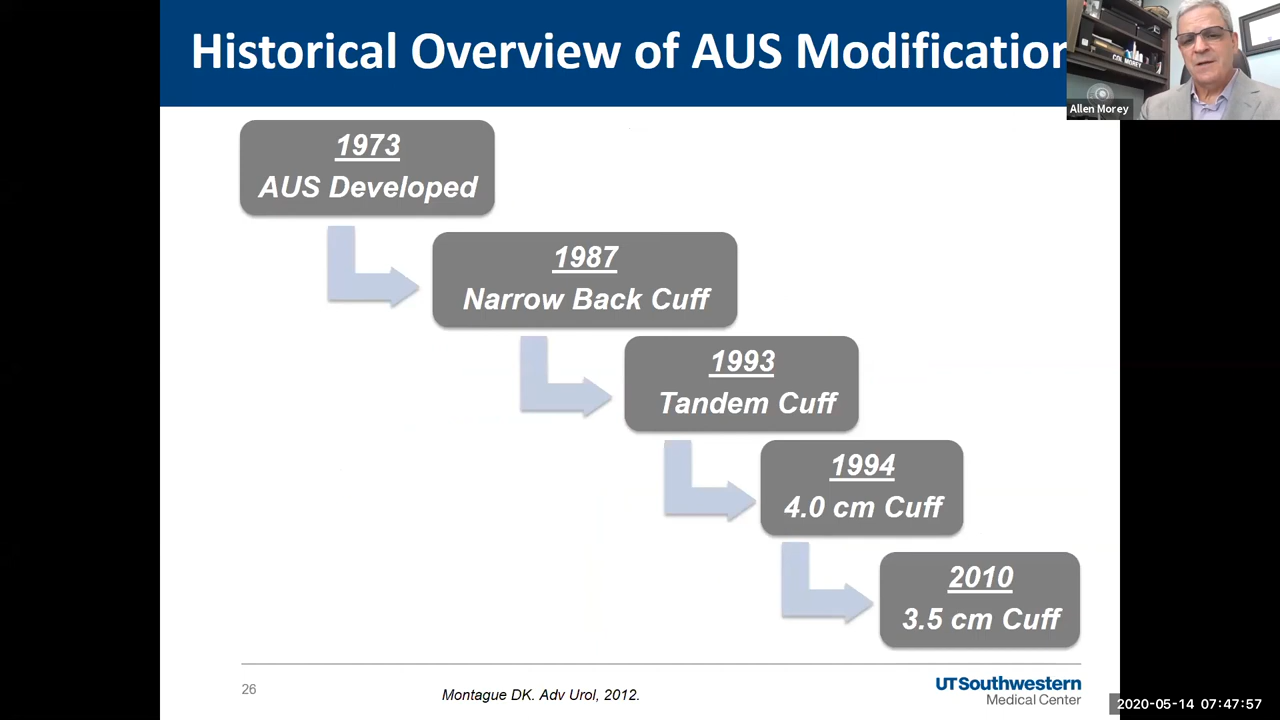 Historical Overview of AUS Modification
COL MOREY
Allen Morey
1973
AUS Developed
1987
Narrow Back Cuff
1993
Tandem Cuff
1994
4.0 cm Cuff
2010
3.5 cm Cuff
26
Montague DK. Adv Urol, 2012.
UTSouthwestern
Medical Center
2020-05-14 07:47:57